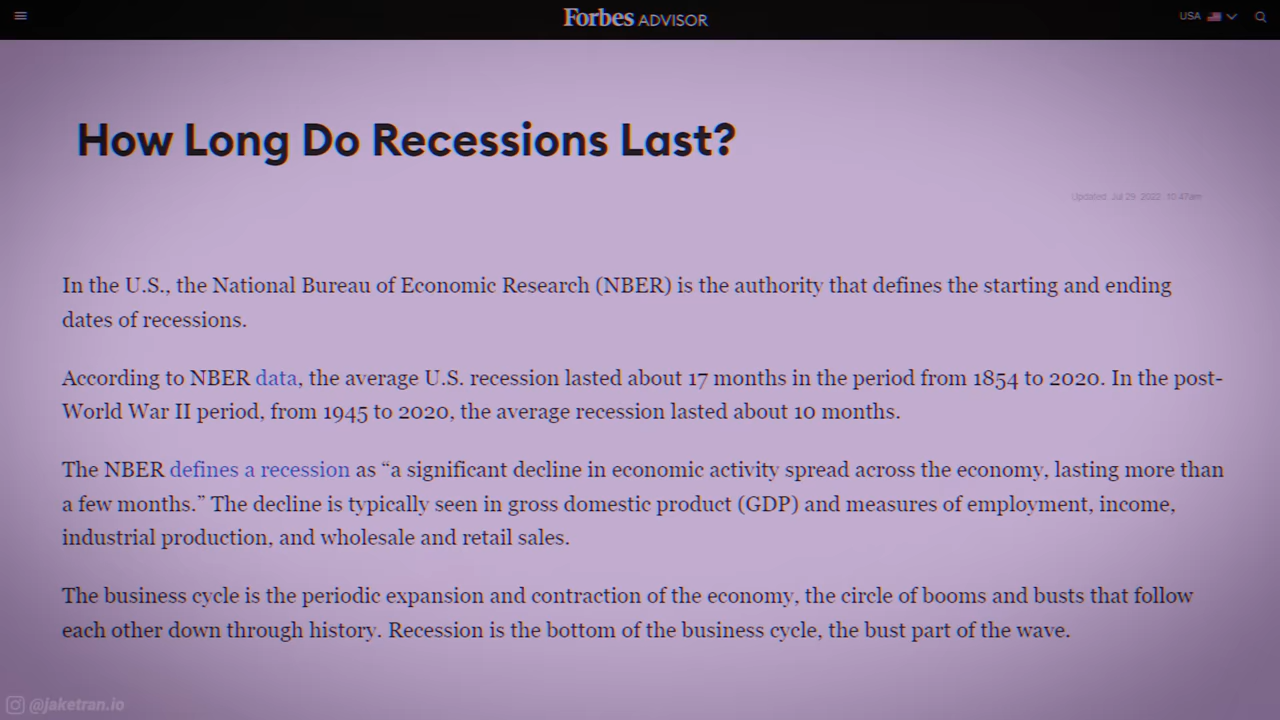 Forbes ADVISOR
USA
How Long Do Recessions Last?
Updated: Jul 29, 2022, 10:47am
In the U.S., the National Bureau of Economic Research (NBER) is the authority that defines the starting and ending
dates of recessions.
According to NBER data, the average U.S. recession lasted about 17 months in the period from 1854 to 2020. In the post-
World War II period, from 1945 to 2020, the average recession lasted about 10 months.
The NBER defines a recession as “a significant decline in economic activity spread across the economy, lasting more than
a few months.” The decline is typically seen in gross domestic product (GDP) and measures of employment, income,
industrial production, and wholesale and retail sales.
The business cycle is the periodic expansion and contraction of the economy, the circle of booms and busts that follow
each other down through history. Recession is the bottom of the business cycle, the bust part of the wave.
@jaketran.io